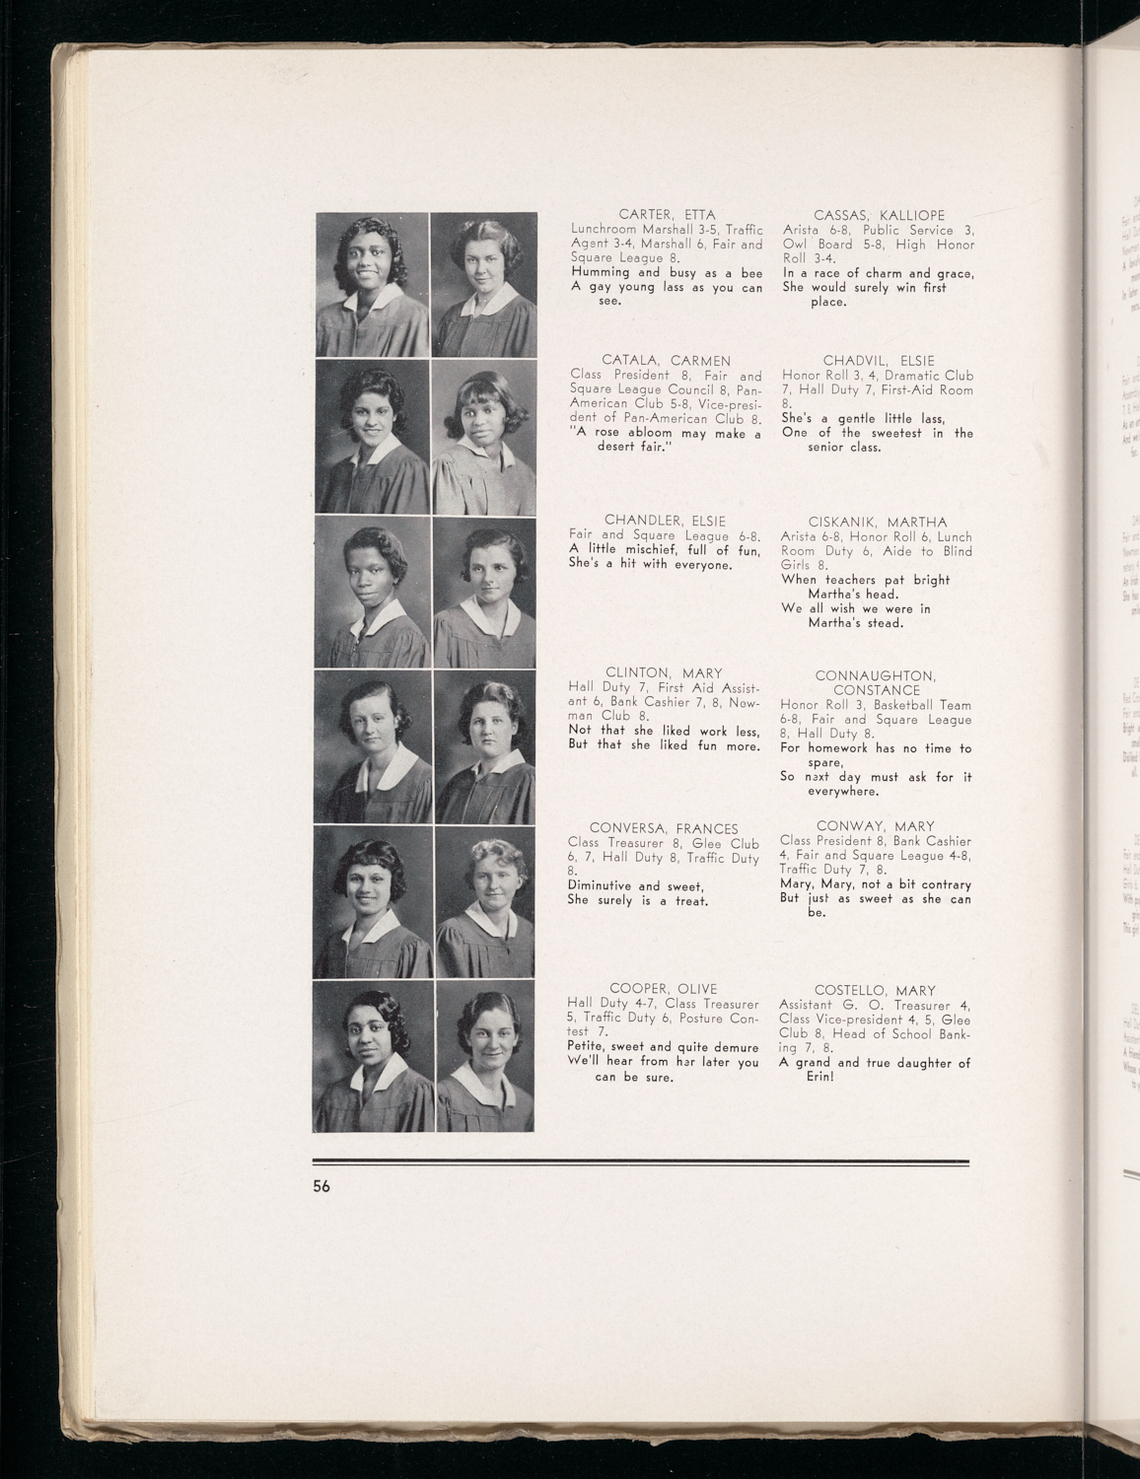 CARTER, ETTA
Lunchroom Marshall 3-5, Traffic
Agent 3-4, Marshall 6, Fair and
Square League 8.
Humming and busy as a bee
A gay young lass as you can
see.
CASSAS, KALLIOPE
Arista 6-8, Public Service 3,
Owl Board 5-8, High Honor
Roll 3-4.
In a race of charm and grace,
She would surely win first
place.
CATALA, CARMEN
Class President 8, Fair and
Square League Council 8, Pan-
American Club 5-8, Vice-presi-
dent of Pan-American Club 8.
"A rose abloom may make a
desert fair."
CHADVIL, ELSIE
Honor Roll 3, 4, Dramatic Club
7, Hall Duty 7, First-Aid Room
8.
She's a gentle little lass,
One of the sweetest in the
senior class.
CHANDLER, ELSIE
Fair and Square League 6-8.
A little mischief, full of fun,
She's a hit with everyone.
CISKANIK, MARTHA
Arista 6-8, Honor Roll 6, Lunch
Room Duty 6, Aide to Blind
Girls 8.
When teachers pat bright
Martha's head.
We all wish we were in
Martha's stead.
CLINTON, MARY
Hall Duty 7, First Aid Assist-
ant 6, Bank Cashier 7, 8, New-
man Club 8.
Not that she liked work less,
But that she liked fun more.
CONNAUGHTON,
CONSTANCE
Honor Roll 3, Basketball Team
6-8, Fair and Square League
8, Hall Duty 8.
For homework has no time to
spare,
So next day must ask for it
everywhere.
CONVERSA, FRANCES
Class Treasurer 8, Glee Club
6, 7, Hall Duty 8, Traffic Duty
8.
Diminutive and sweet,
She surely is a treat.
CONWAY, MARY
Class President 8, Bank Cashier
4, Fair and Square League 4-8,
Traffic Duty 7, 8.
Mary, Mary, not a bit contrary
But just as sweet as she can
be.
COOPER, OLIVE
Hall Duty 4-7, Class Treasurer
5, Traffic Duty 6, Posture Con-
test 7.
Petite, sweet and quite demure
We'll hear from her later you
can be sure.
COSTELLO, MARY
Assistant G. O. Treasurer 4,
Class Vice-president 4, 5, Glee
Club 8, Head of School Bank-
ing 7, 8.
A grand and true daughter of
Erin!
56